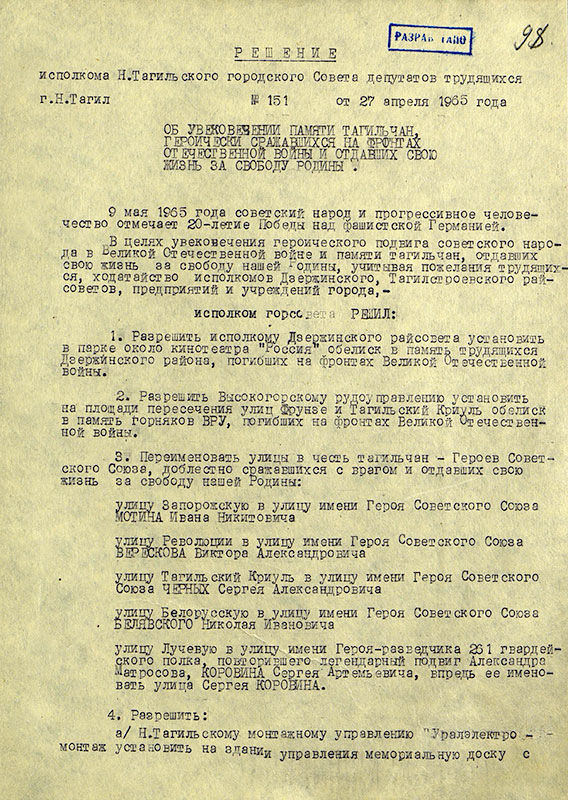 РАЗРАБОТАНО
98.
РЕШЕНИЕ
исполкома Н.Тагильского городского Совета депутатов трудящихся
г.Н.Тагил № 151 от 27 апреля 1965 года
ОБ УВЕКОВЕЧЕНИИ ПАМЯТИ ТАГИЛЬЧАН,
ГЕРОИЧЕСКИ СРАЖАВШИХСЯ НА ФРОНТАХ
ОТЕЧЕСТВЕННОЙ ВОЙНЫ И ОТДАВШИХ СВОЮ
ЖИЗНЬ ЗА СВОБОДУ РОДИНЫ".
9 мая 1965 года советский народ и прогрессивное челове-
чество отмечает 20-летие Победы над фашистской Германией.
В целях увековечения героического подвига советского наро-
да в Великой Отечественной войне и памяти тагильчан, отдавших
свою жизнь за свободу нашей Родины, учитывая пожелания трудящих-
ся, ходатайство исполкомов Дзержинского, Тагилстроевского рай-
советов, предприятий и учреждений города,-
исполком горсовета РЕШИЛ:
1. Разрешить исполкому Дзержинского райсовета установить
в парке около кинотеатра "Россия" обелиск в память трудящихся
Дзержинского района, погибших на фронтах Великой Отечественной
войны.
2. Разрешить Высокогорскому рудоуправлению установить
на площади пересечения улиц Фрунзе и Тагильский Криуль обелиск
в память горняков ВРУ, погибших на фронтах Великой Отечествен-
ной войны.
3. Переименовать улицы в честь тагильчан - Героев Совет-
ского Союза, доблестно сражавшихся с врагом и отдавших свою
жизнь за свободу нашей Родины:
улицу Запорожскую в улицу имени Героя Советского Союза
МОТИНА Ивана Никитовича
улицу Революции в улицу имени Героя Советского Союза
ВЕРЕСКОВА Виктора Александровича
улицу Тагильский Криуль в улицу имени Героя Советского
Союза ЧЕРНЫХ Сергея Александровича
улицу Белорусскую в улицу имени Героя Советского Союза
БЕЛЯВСКОГО Николая Ивановича
улицу Лучевую в улицу имени Героя-разведчика 261 гвардей-
ского полка, повторившего легендарный подвиг Александра
Матросова, КОРОВИНА Сергея Артемьевича, впредь ее имено-
вать улица Сергея КОРОВИНА.
4. Разрешить:
а/ Н.Тагильскому монтажному управлению "Уралэлектро-
монтаж установить на здании управления мемориальную доску с